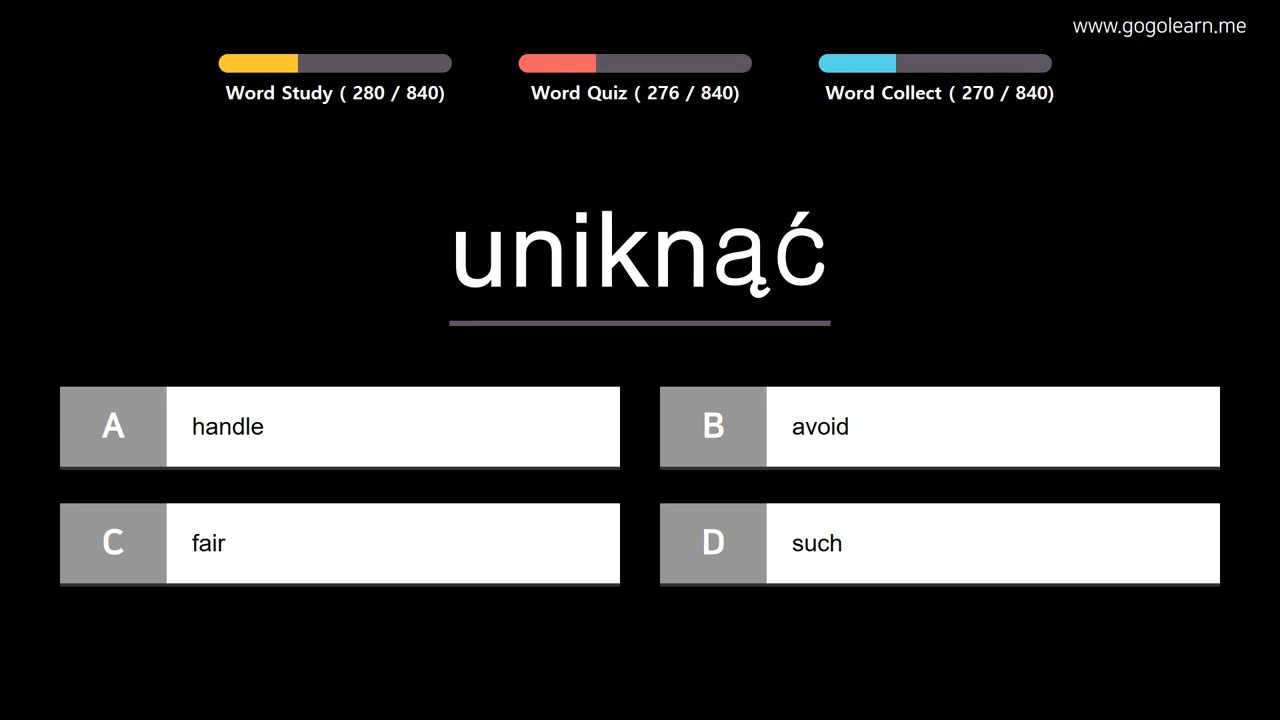 www.gogolearn.me
Word Study ( 280 / 840)
Word Quiz ( 276 / 840)
Word Collect ( 270 / 840)
uniknąć
A handle
B avoid
C fair
D such